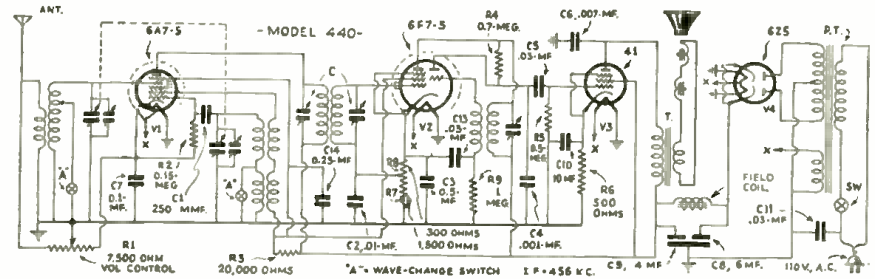 ANT.
6A7-S
-MODEL 440-
6F7-S
R4
0.7-MEG.
C6,.007-MF.
C5
.03-MF
41
6Z5
P.T.
C
V1
V2
V3
V4
X
X
X
X
X
T.
C13
.05-
MF
R5
0.5-
MEG
C10
10 MF.
C14
0.25-MF
R2
0.15-
MEG
C1
250 MMF.
"A"
"A"
C7
0.1-
MF.
R8
R7
C3
0.5-
MF
R9
1
MEG
R6
500
OHMS
FIELD
COIL
SW
C11
.03-MF
R1
7,500 OHM
VOL CONTROL
R3
20,000 OHMS
C2,.01-MF.
300 OHMS
1,800 OHMS
C4
.001-MF.
C9, 4 MF
C8, 6 MF.
110V., A.C.
"A"= WAVE-CHANGE SWITCH
I F = 456 K C.